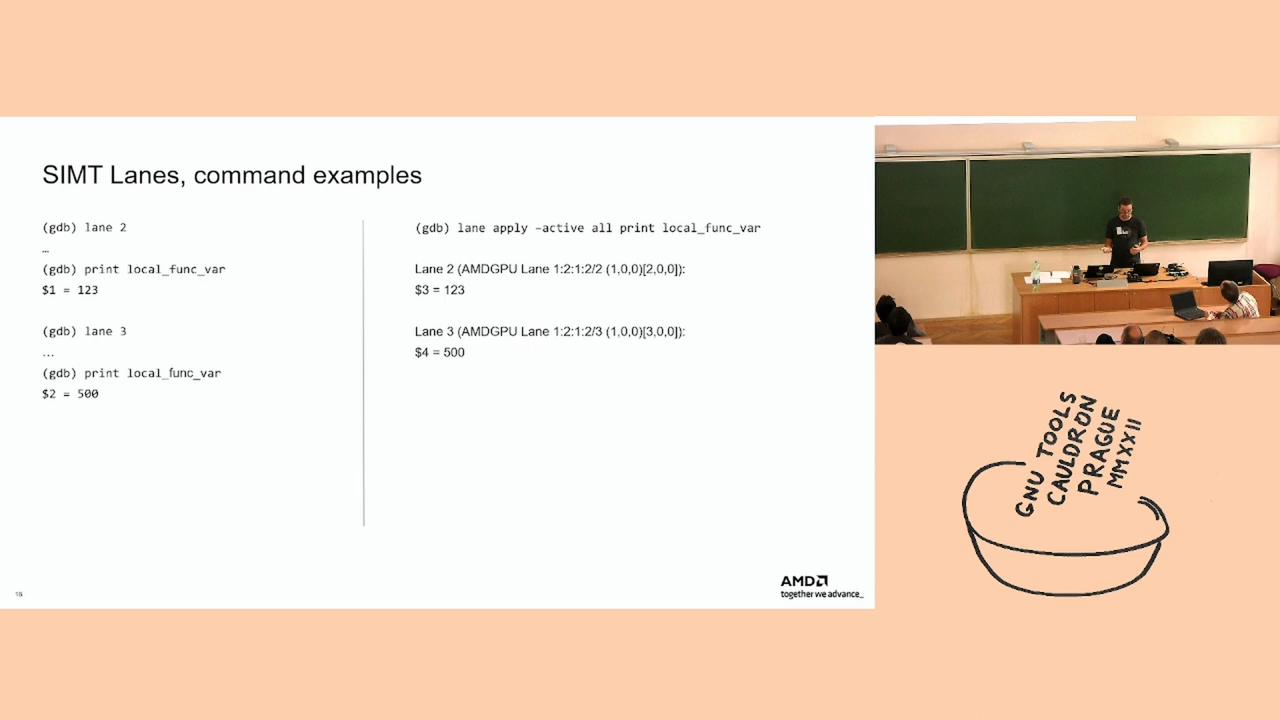 SIMT Lanes, command examples
(gdb) lane 2
…
(gdb) print local_func_var
$1 = 123
(gdb) lane 3
…
(gdb) print local_func_var
$2 = 500
(gdb) lane apply –active all print local_func_var
Lane 2 (AMDGPU Lane 1:2:1:2/2 (1,0,0)[2,0,0]):
$3 = 123
Lane 3 (AMDGPU Lane 1:2:1:2/3 (1,0,0)[3,0,0]):
$4 = 500
AMD
together we advance_
GNU TOOLS
CAULDRON
PRAGUE
MMXXII